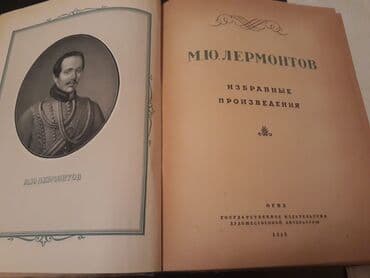 М.Ю.ЛЕРМОНТОВ
М.Ю.ЛЕРМОНТОВ
ИЗБРАННЫЕ
ПРОИЗВЕДЕНИЯ
ОГИЗ
ГОСУДАРСТВЕННОЕ ИЗДАТЕЛЬСТВО
ХУДОЖЕСТВЕННОЙ ЛИТЕРАТУРЫ